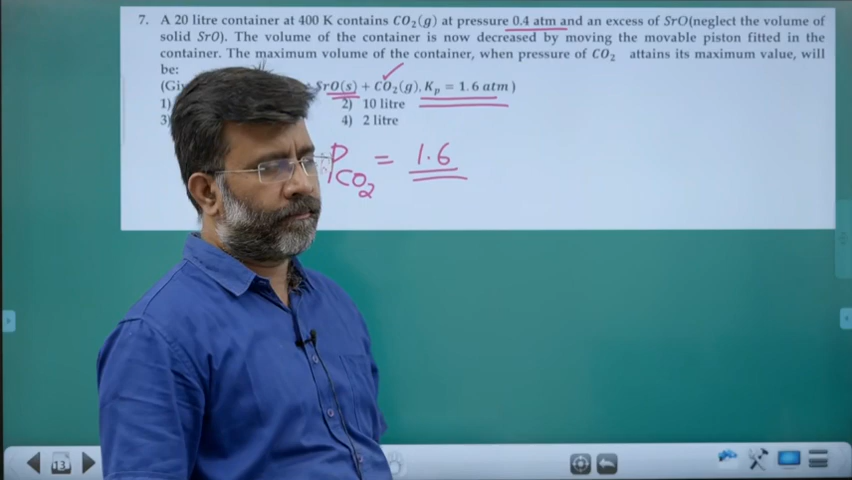 7. A 20 litre container at 400 K contains CO₂(g) at pressure 0.4 atm and an excess of SrO(neglect the volume of
solid SrO). The volume of the container is now decreased by moving the movable piston fitted in the
container. The maximum volume of the container, when pressure of CO₂ attains its maximum value, will
be:
SrO(s) + CO₂(g), Kₚ = 1.6 atm)
1) 2) 10 litre
3) 4) 2 litre
P CO₂ = 1.6
13